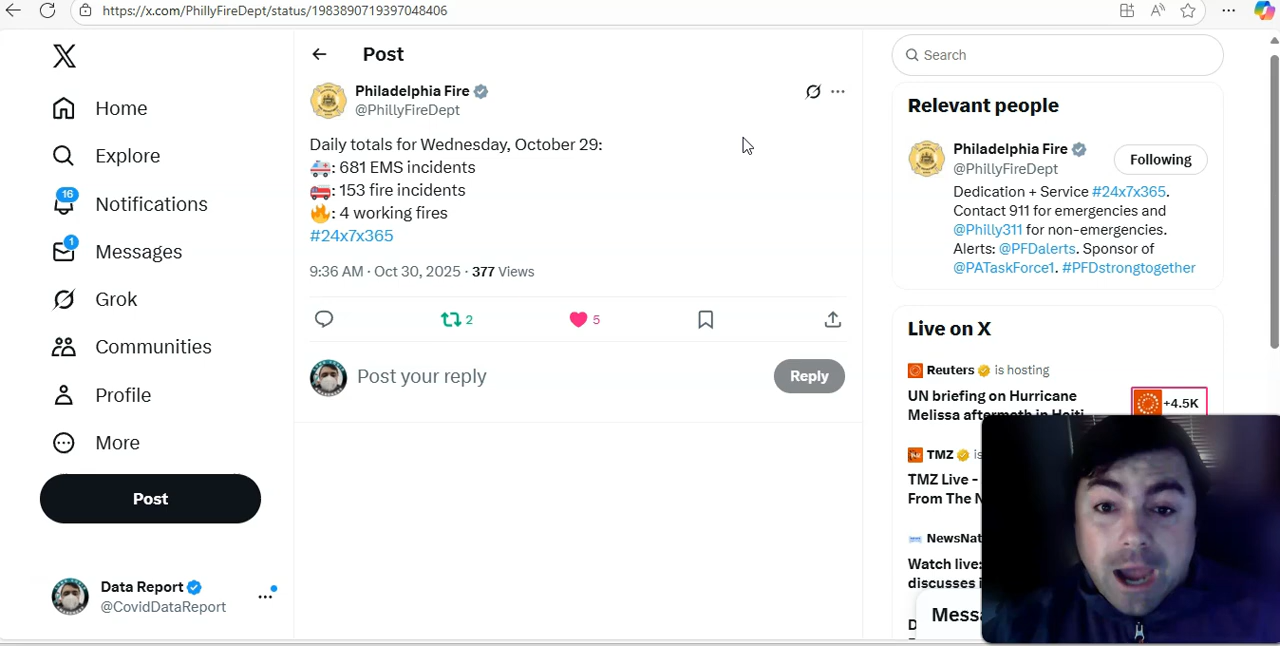 https://x.com/PhillyFireDept/status/1983890719397048406
Home
Explore
16
Notifications
1
Messages
Grok
Communities
Profile
More
Post
Data Report
@CovidDataReport
Post
Philadelphia Fire
@PhillyFireDept
Daily totals for Wednesday, October 29:
: 681 EMS incidents
: 153 fire incidents
: 4 working fires
#24x7x365
9:36 AM · Oct 30, 2025 · 377 Views
2
5
Post your reply
Reply
Search
Relevant people
Philadelphia Fire
@PhillyFireDept
Following
Dedication + Service #24x7x365.
Contact 911 for emergencies and
@Philly311 for non-emergencies.
Alerts: @PFDalerts. Sponsor of
@PATaskForce1. #PFDstrongtogether
Live on X
Reuters is hosting
UN briefing on Hurricane
Melissa aftermath in Haiti
+4.5K
TMZ is
TMZ Live -
From The N
NewsNat
Watch live:
discusses i
D
Messa